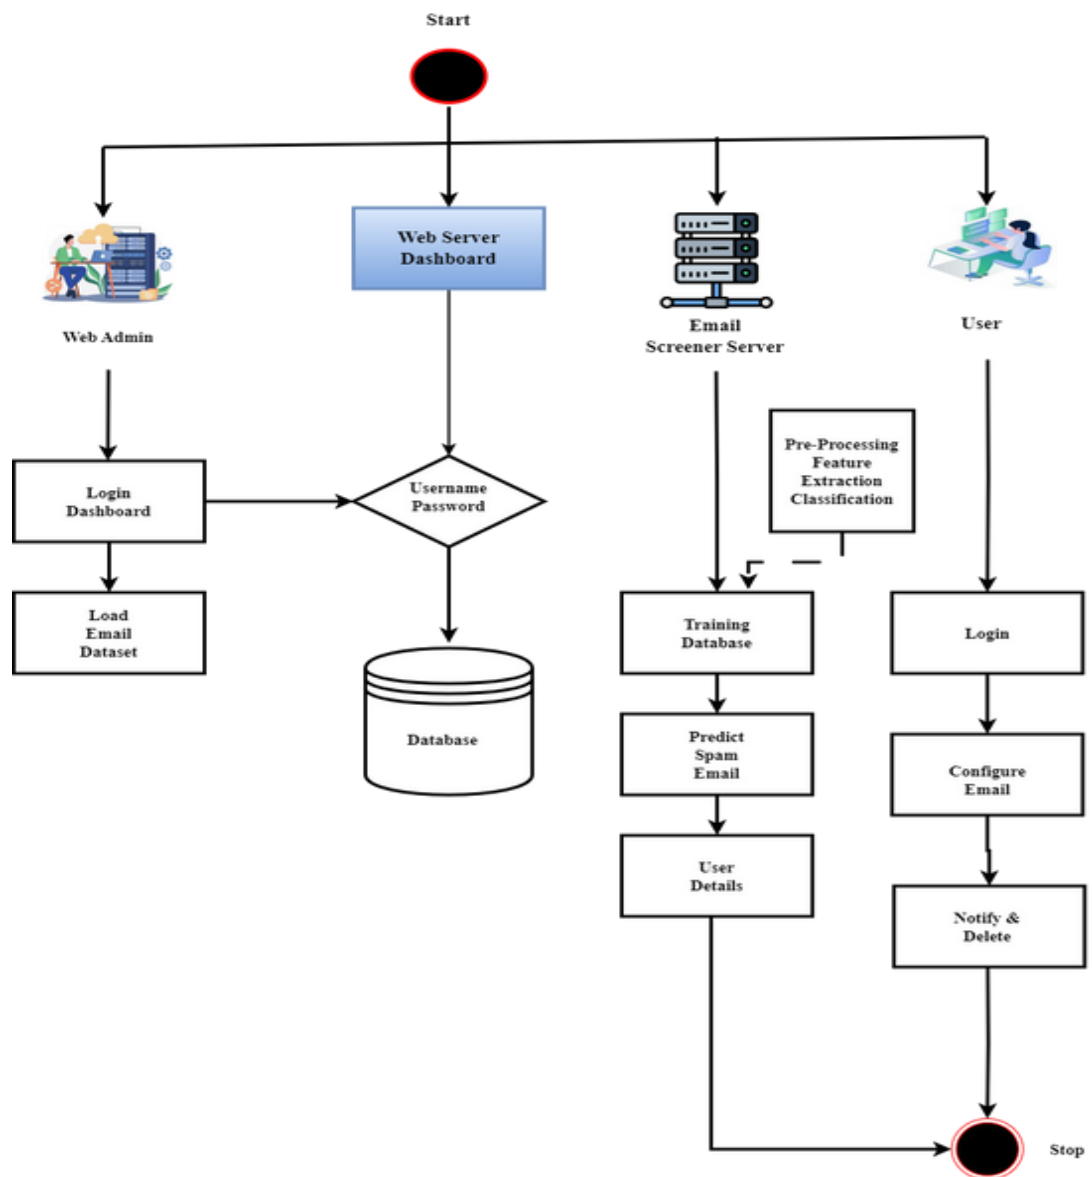 Start
Web Server
Dashboard
Web Admin
Email
Screener Server
User
Login
Dashboard
Username
Password
Pre-Processing
Feature
Extraction
Classification
Load
Email
Dataset
Training
Database
Login
Database
Predict
Spam
Email
Configure
Email
User
Details
Notify &
Delete
Stop